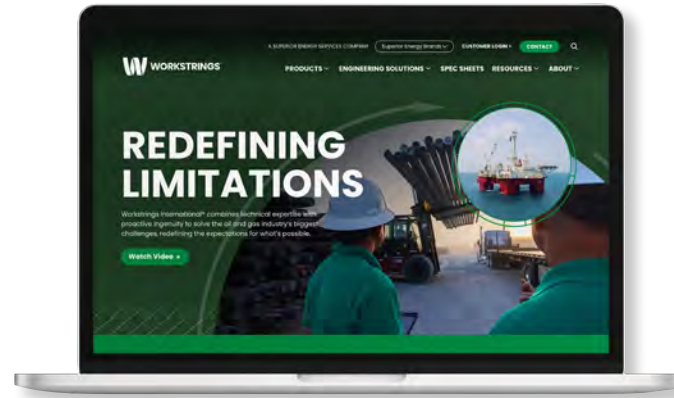 A SUPERIOR ENERGY SERVICES COMPANY Superior Energy Brands CUSTOMER LOGIN CONTACT
WORKSTRINGS
PRODUCTS ENGINEERING SOLUTIONS SPEC SHEETS RESOURCES ABOUT
REDEFINING
LIMITATIONS
Workstrings International® combines technical expertise with
proactive ingenuity to solve the oil and gas industry's biggest
challenges, redefining the expectations for what's possible.
Watch Video